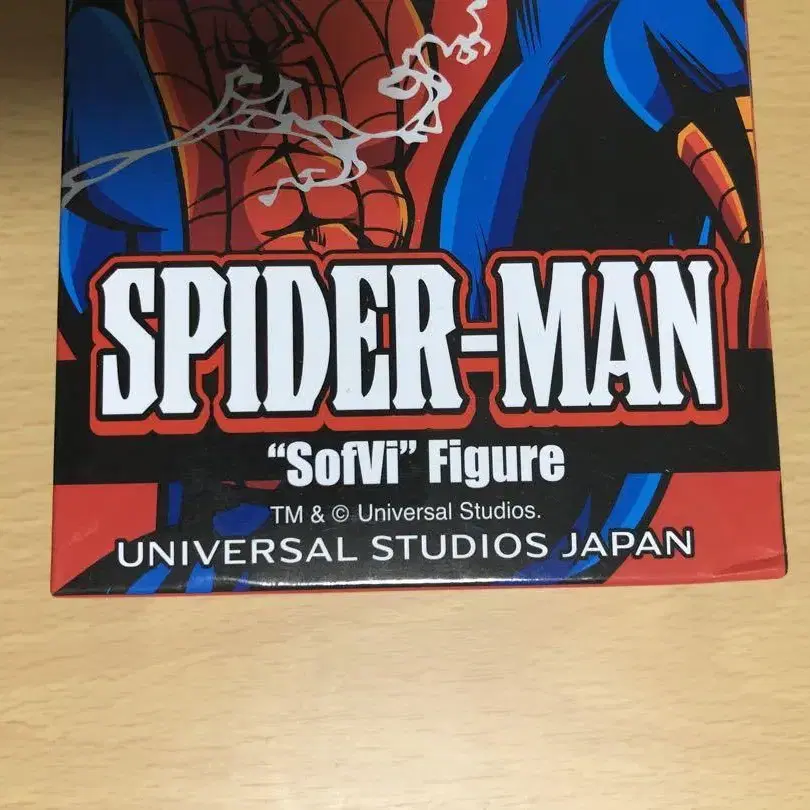 SPIDER-MAN
“SofVi” Figure
TM & © Universal Studios.
UNIVERSAL STUDIOS JAPAN